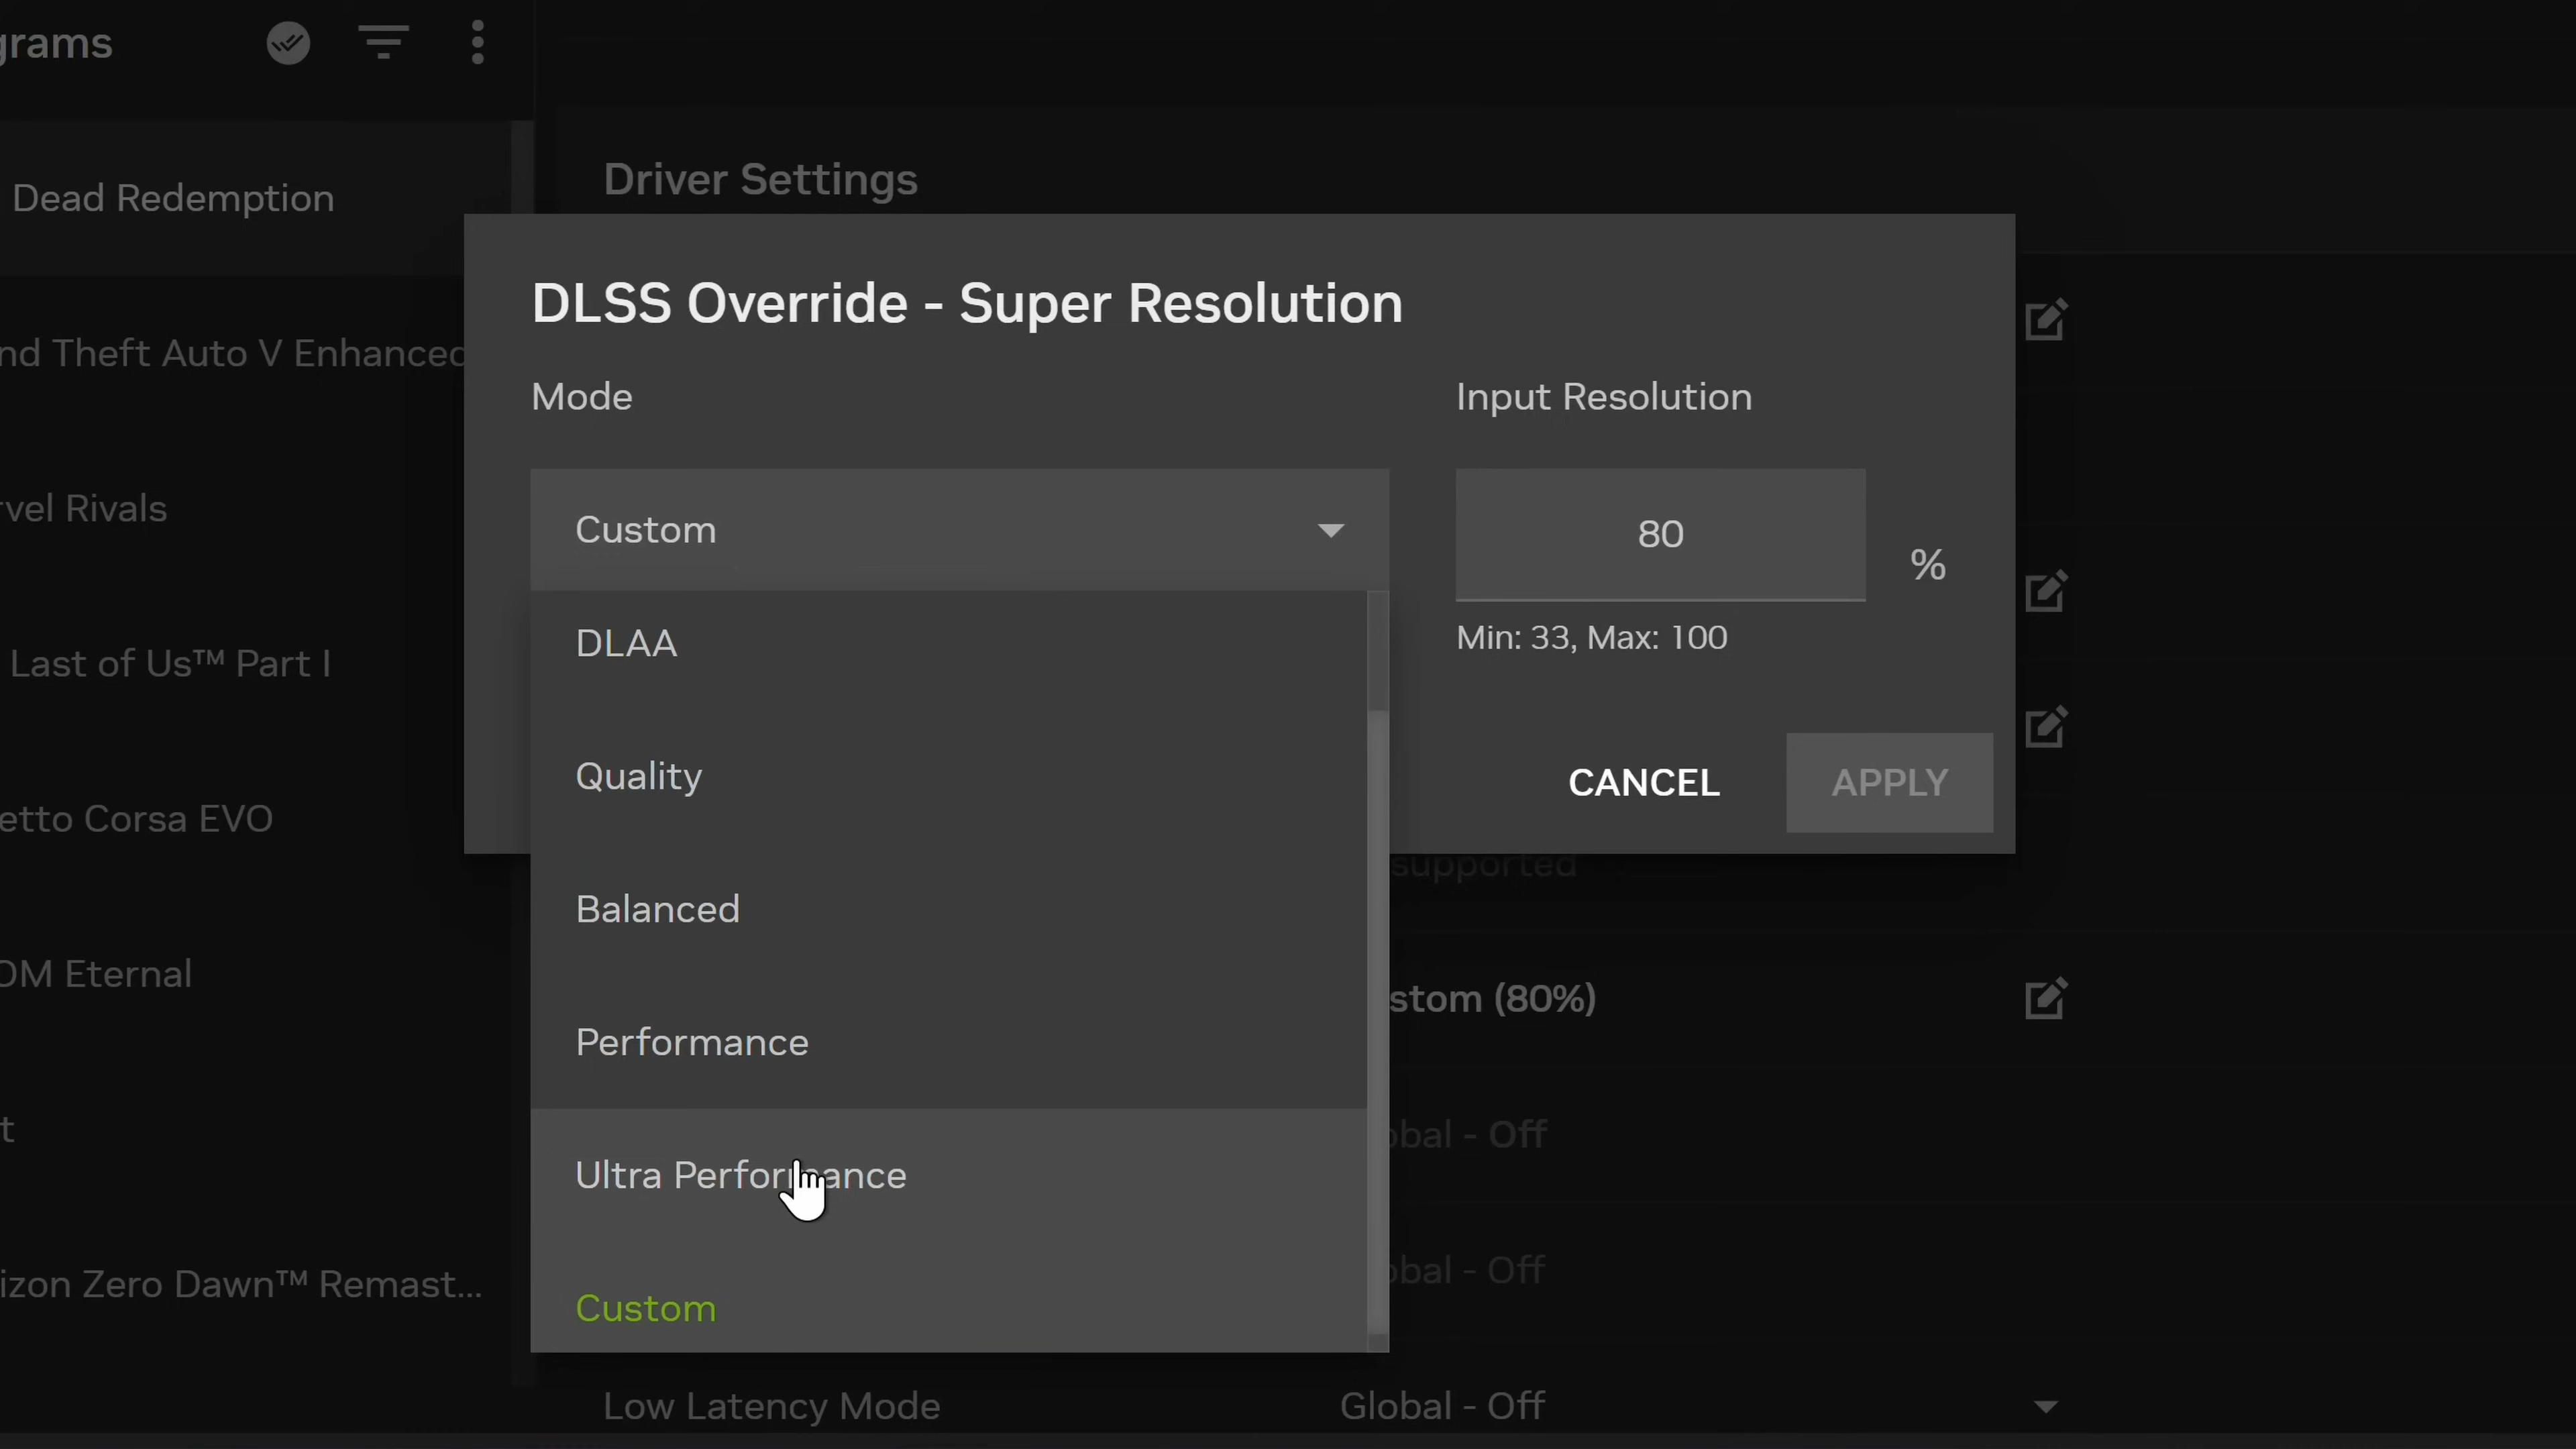 grams
Driver Settings
Dead Redemption
DLSS Override - Super Resolution
nd Theft Auto V Enhanced
Mode
Input Resolution
vel Rivals
Custom
80
%
Min: 33, Max: 100
DLAA
Last of Us™ Part I
Quality
CANCEL
APPLY
etto Corsa EVO
supported
Balanced
OM Eternal
stom (80%)
Performance
t
obal - Off
Ultra Performance
obal - Off
izon Zero Dawn™ Remast...
Custom
Low Latency Mode
Global - Off